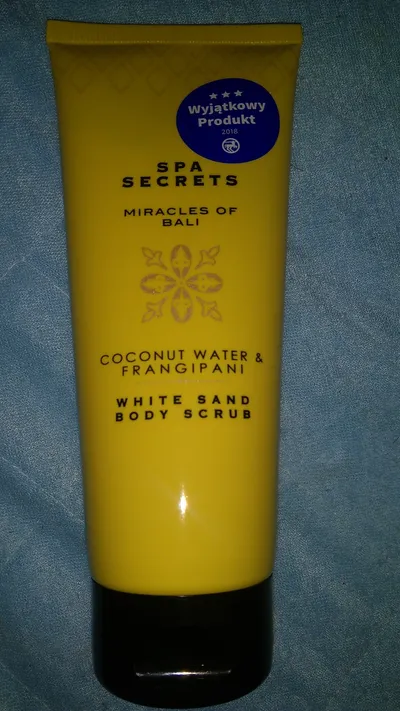 Wyjątkowy
Produkt
2016
SPA
SECRETS
MIRACLES OF
BALI
COCONUT WATER &
FRANGIPANI
WHITE SAND
BODY SCRUB